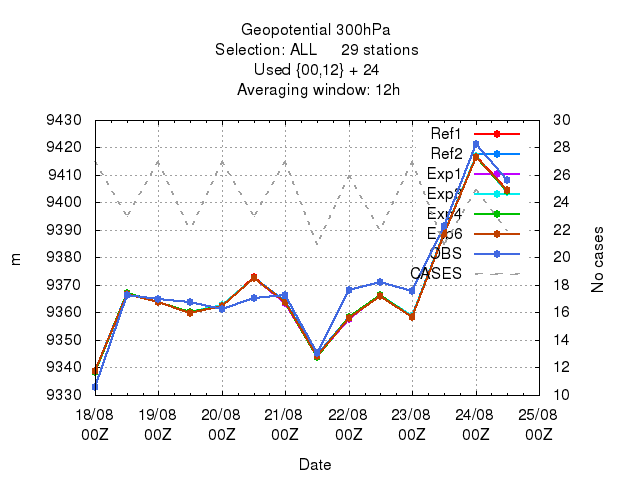 Geopotential 300hPa
Selection: ALL 29 stations
Used {00,12} + 24
Averaging window: 12h
m
9430
9420
9410
9400
9390
9380
9370
9360
9350
9340
9330
30
28
26
24
22
20
18
16
14
12
10
No cases
Ref1
Ref2
Exp1
Exp4
Exp6
OBS
CASES
18/08 19/08 20/08 21/08 22/08 23/08 24/08 25/08
00Z 00Z 00Z 00Z 00Z 00Z 00Z 00Z
Date